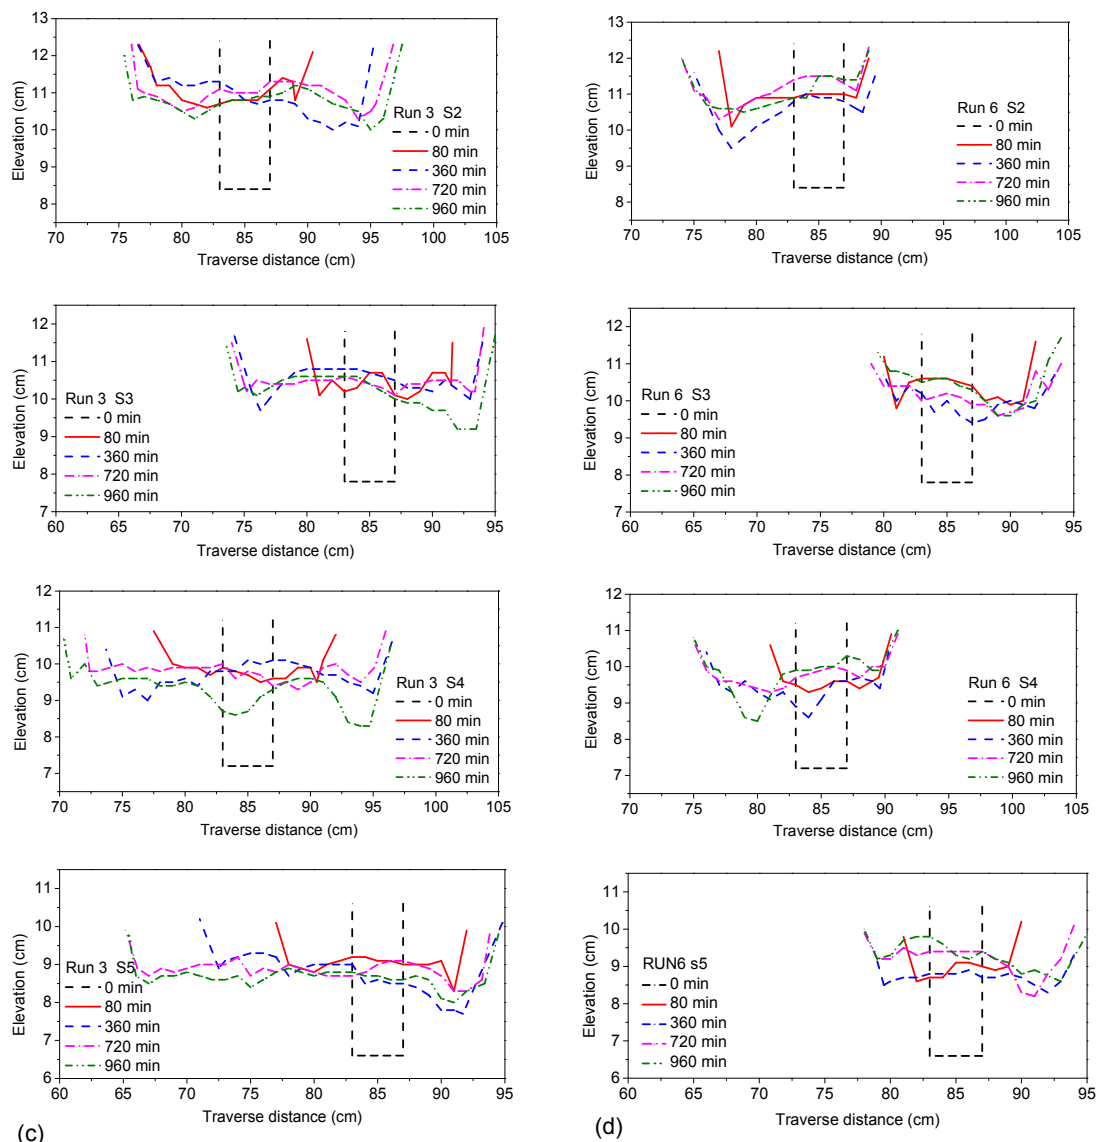 13
12
11
10
9
8
Elevation (cm)
Run 3 S2
0 min
80 min
360 min
720 min
960 min
70 75 80 85 90 95 100 105
Traverse distance (cm)
13
12
11
10
9
8
Elevation (cm)
Run 6 S2
0 min
80 min
360 min
720 min
960 min
70 75 80 85 90 95 100 105
Traverse distance (cm)
12
11
10
9
8
7
Elevation (cm)
Run 3 S3
0 min
80 min
360 min
720 min
960 min
60 65 70 75 80 85 90 95
Traverse distance (cm)
12
11
10
9
8
7
Elevation (cm)
Run 6 S3
0 min
80 min
360 min
720 min
960 min
60 65 70 75 80 85 90 95
Traverse distance (cm)
12
11
10
9
8
7
Elevation (cm)
Run 3 S4
0 min
80 min
360 min
720 min
960 min
70 75 80 85 90 95 100 105
Traverse distance (cm)
12
11
10
9
8
7
Elevation (cm)
Run 6 S4
0 min
80 min
360 min
720 min
960 min
70 75 80 85 90 95 100 105
Traverse distance (cm)
11
10
9
8
7
6
Elevation (cm)
Run 3 S5
0 min
80 min
360 min
720 min
960 min
60 65 70 75 80 85 90 95
Traverse distance (cm)
(c)
11
10
9
8
7
6
Elevation (cm)
RUN6 s5
0 min
80 min
360 min
720 min
960 min
60 65 70 75 80 85 90 95
Traverse distance (cm)
(d)